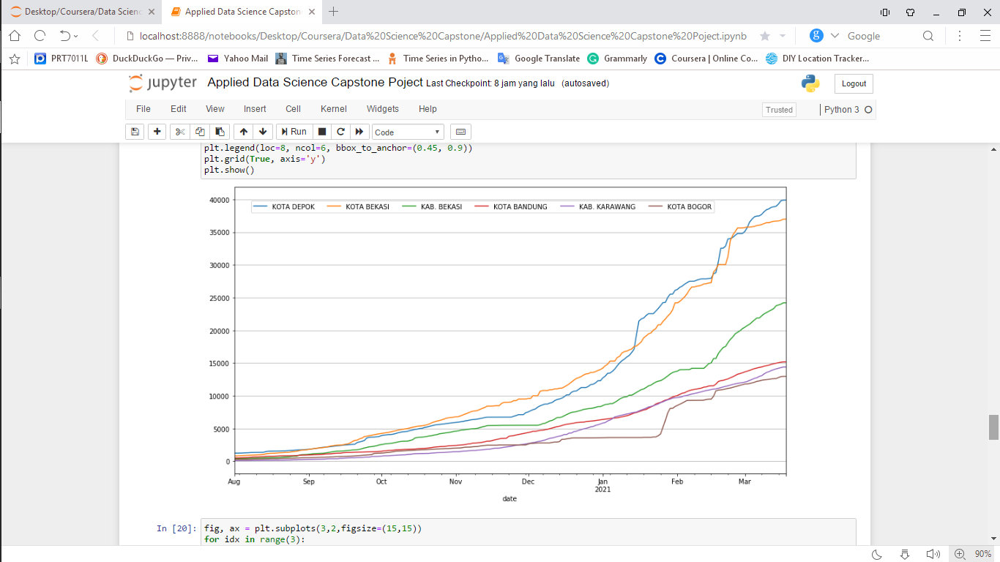 Desktop/Coursera/Data Scienc
Applied Data Science Capston
localhost:8888/notebooks/Desktop/Coursera/Data%20Science%20Capstone/Applied%20Data%20Science%20Capstone%20Poject.ipynb
g
Google
PRT7011L
DuckDuckGo — Priv...
Yahoo Mail
Time Series Forecast ...
Time Series in Pytho...
Google Translate
Grammarly
Coursera | Online Co...
DIY Location Tracker...
jupyter
Applied Data Science Capstone Poject Last Checkpoint: 8 jam yang lalu (autosaved)
Logout
File Edit View Insert Cell Kernel Widgets Help
Trusted
Python 3
Run
Code
plt.legend(loc=8, ncol=6, bbox_to_anchor=(0.45, 0.9))
plt.grid(True, axis='y')
plt.show()
KOTA DEPOK KOTA BEKASI KAB. BEKASI KOTA BANDUNG KAB. KARAWANG KOTA BOGOR
40000
35000
30000
25000
20000
15000
10000
5000
0
Aug Sep Oct Nov Dec Jan Feb Mar
2021
date
In [20]:
fig, ax = plt.subplots(3,2,figsize=(15,15))
for idx in range(3):
90%